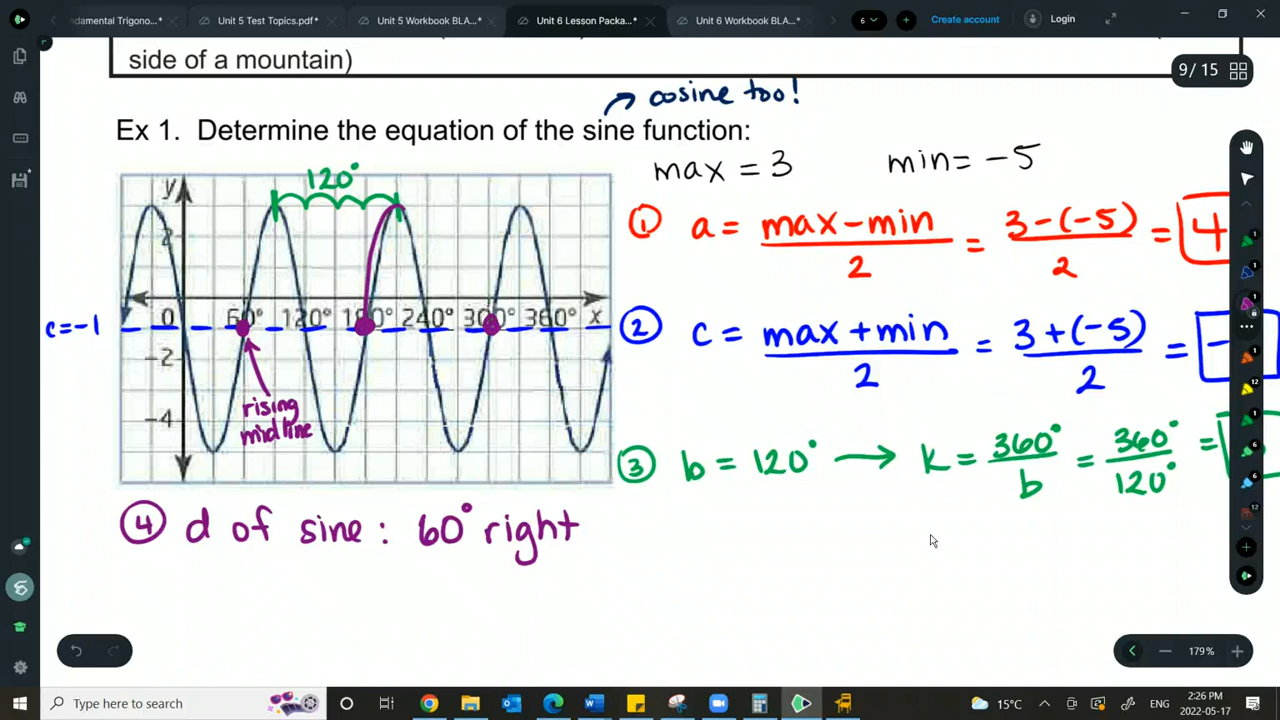 ndamental Trigono...
Unit 5 Test Topics.pdf*
Unit 5 Workbook BLA...*
Unit 6 Lesson Packa...*
Unit 6 Workbook BLA...*
6
Create account
Login
side of a mountain)
9 / 15
cosine too!
Ex 1. Determine the equation of the sine function:
max = 3
min = -5
120°
y
2
0
60° 120° 180° 240° 300° 360° x
-2
-4
c=-1
rising
midline
① a = max-min / 2 = 3-(-5) / 2 = 4
② c = max+min / 2 = 3+(-5) / 2 = -
③ b = 120° → k = 360° / b = 360° / 120° =
④ d of sine: 60° right
179%
Type here to search
15°C
ENG
2:26 PM
2022-05-17